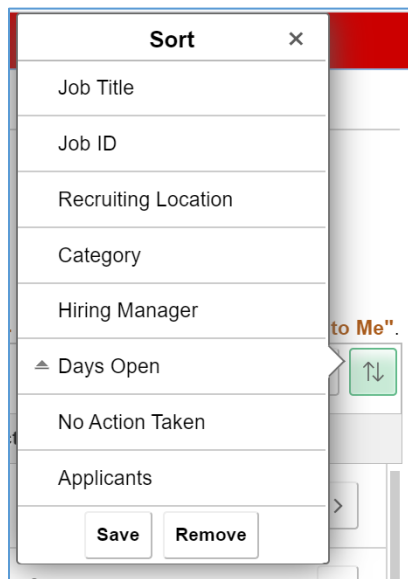 Sort
Job Title
Job ID
Recruiting Location
Category
Hiring Manager
to Me".
Days Open
No Action Taken
Applicants
Save Remove